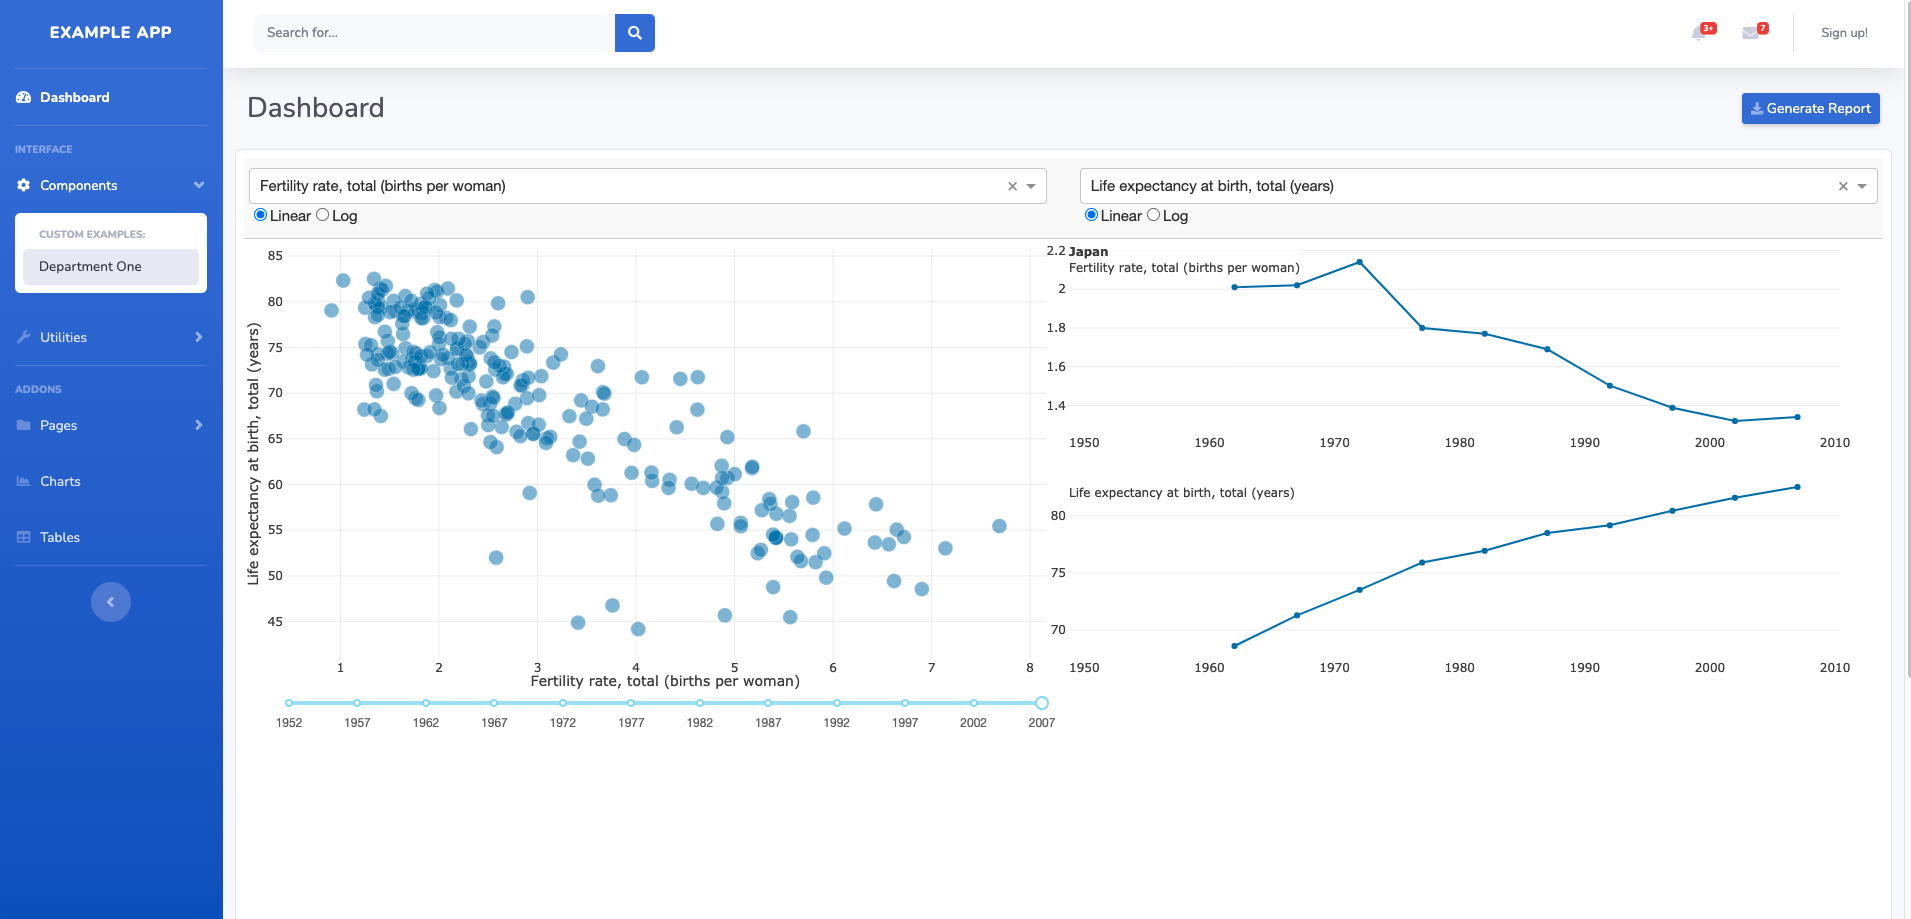 EXAMPLE APP
Dashboard
INTERFACE
Components
CUSTOM EXAMPLES:
Department One
Utilities
ADDONS
Pages
Charts
Tables
Search for...
3+
7
Sign up!
Dashboard
Generate Report
Fertility rate, total (births per woman)
Linear Log
Life expectancy at birth, total (years)
Linear Log
85
80
75
70
65
60
55
50
45
Life expectancy at birth, total (years)
1 2 3 4 5 6 7 8
Fertility rate, total (births per woman)
1952 1957 1962 1967 1972 1977 1982 1987 1992 1997 2002 2007
Japan
Fertility rate, total (births per woman)
2.2
2
1.8
1.6
1.4
1950 1960 1970 1980 1990 2000 2010
Life expectancy at birth, total (years)
80
75
70
1950 1960 1970 1980 1990 2000 2010